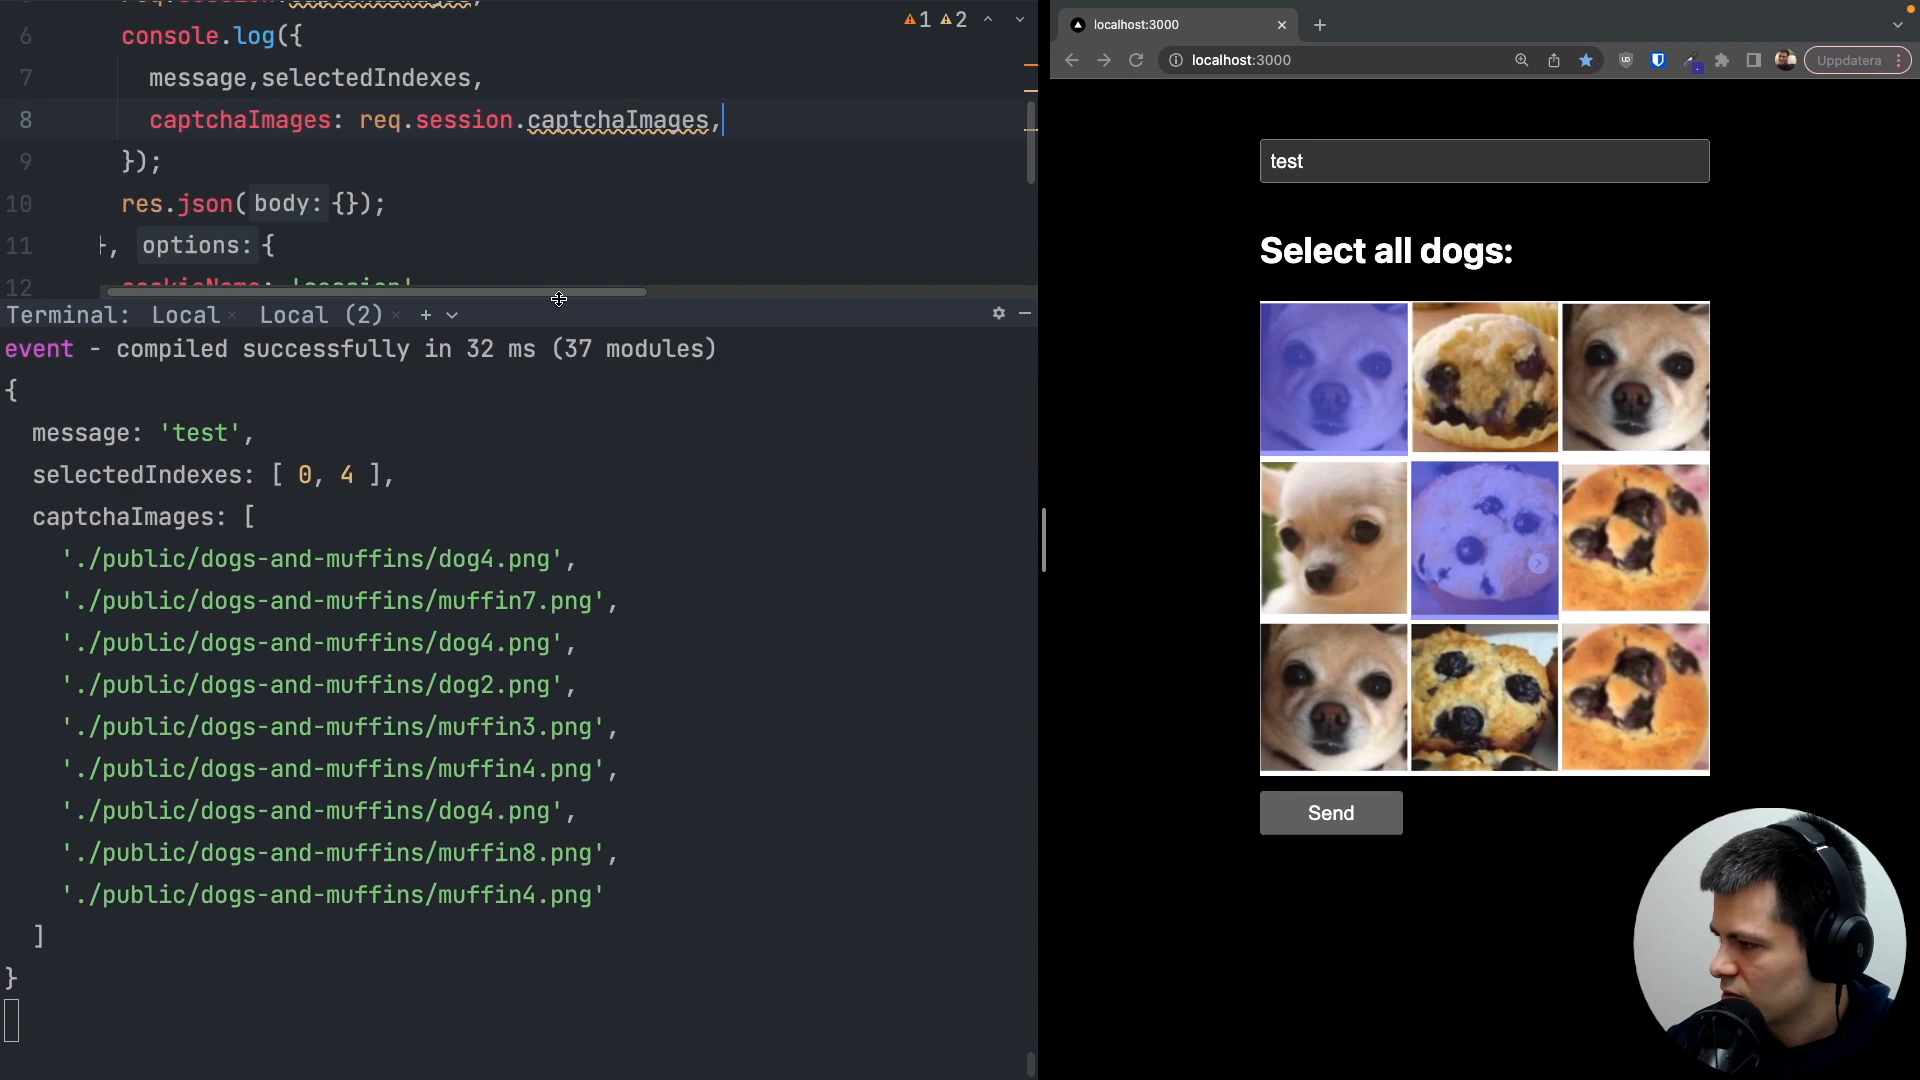 6 console.log({
7 message,selectedIndexes,
8 captchaImages: req.session.captchaImages,
9 });
10 res.json( body: {});
11 }, options: {
12 cookieName: 'session'
1 2
Terminal: Local × Local (2) × +
event - compiled successfully in 32 ms (37 modules)
{
message: 'test',
selectedIndexes: [ 0, 4 ],
captchaImages: [
'./public/dogs-and-muffins/dog4.png',
'./public/dogs-and-muffins/muffin7.png',
'./public/dogs-and-muffins/dog4.png',
'./public/dogs-and-muffins/dog2.png',
'./public/dogs-and-muffins/muffin3.png',
'./public/dogs-and-muffins/muffin4.png',
'./public/dogs-and-muffins/dog4.png',
'./public/dogs-and-muffins/muffin8.png',
'./public/dogs-and-muffins/muffin4.png'
]
}
localhost:3000
localhost:3000
Uppdatera
test
Select all dogs:
Send